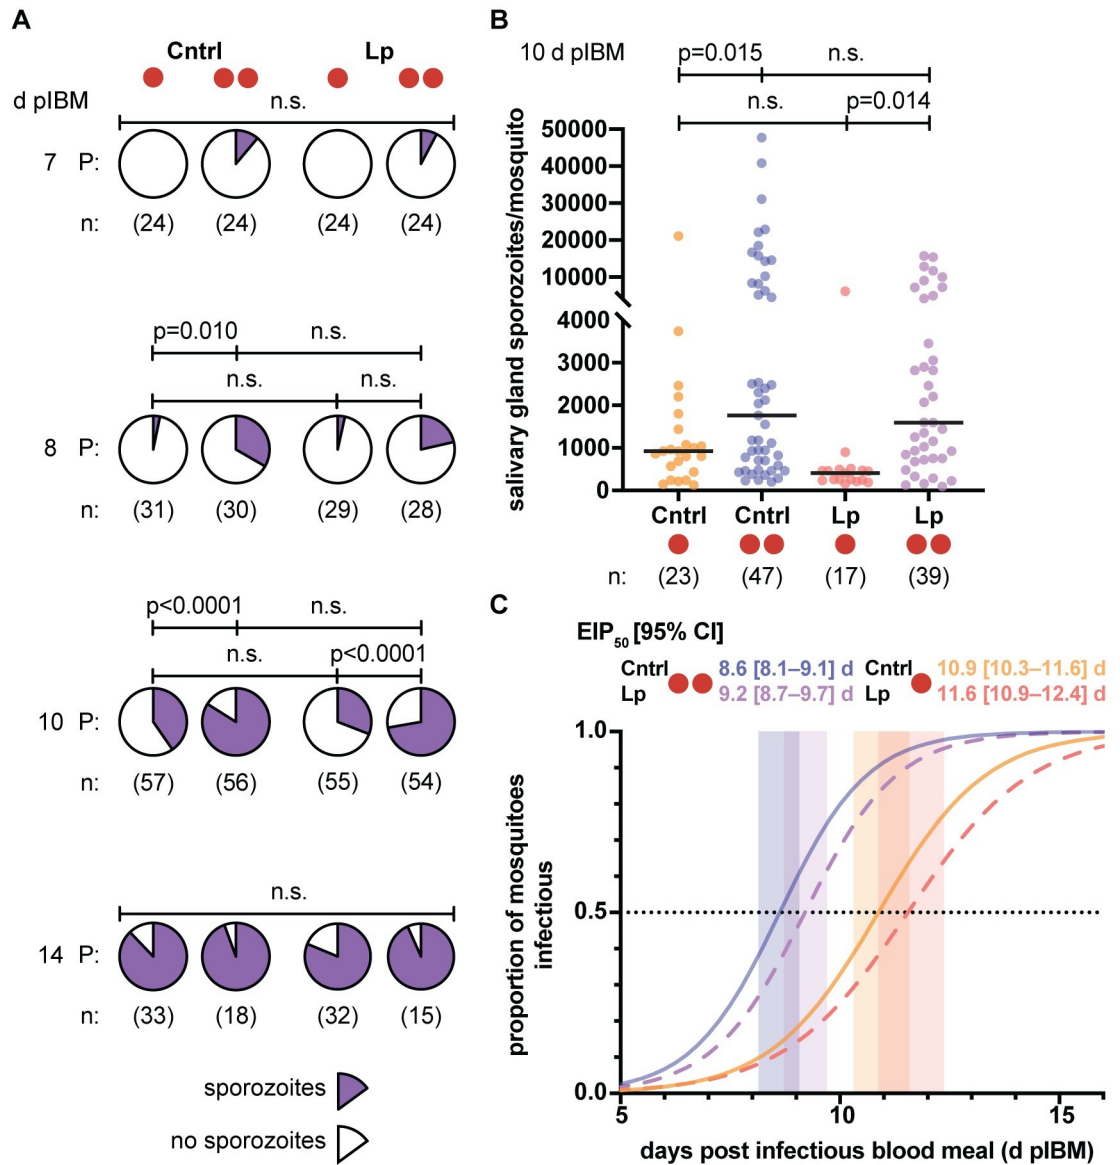 A
Cntrl Lp
d pIBM
n.s.
7 P:
n: (24) (24) (24) (24)
p=0.010 n.s.
n.s. n.s.
8 P:
n: (31) (30) (29) (28)
p<0.0001 n.s.
n.s. p<0.0001
10 P:
n: (57) (56) (55) (54)
n.s.
14 P:
n: (33) (18) (32) (15)
sporozoites
no sporozoites
B
10 d pIBM
p=0.015 n.s.
n.s. p=0.014
salivary gland sporozoites/mosquito
50000
40000
30000
20000
10000
4000
3000
2000
1000
0
Cntrl Cntrl Lp Lp
n: (23) (47) (17) (39)
C
EIP50 [95% CI]
Cntrl 8.6 [8.1–9.1] d Cntrl 10.9 [10.3–11.6] d
Lp 9.2 [8.7–9.7] d Lp 11.6 [10.9–12.4] d
proportion of mosquitoes
infectious
1.0
0.5
0.0
5 10 15
days post infectious blood meal (d pIBM)